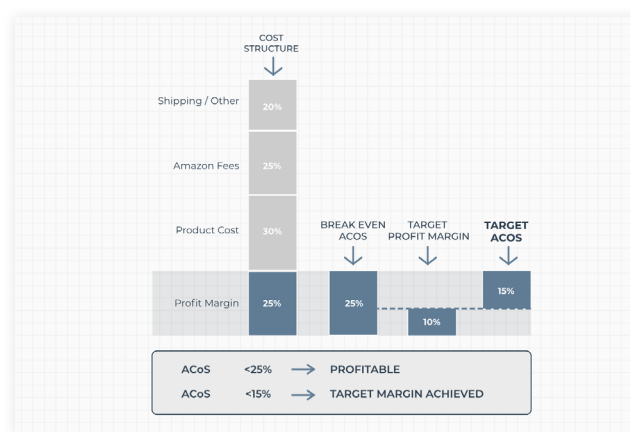 COST
STRUCTURE
Shipping / Other
20%
Amazon Fees
25%
Product Cost
30%
BREAK EVEN
ACOS
TARGET
PROFIT MARGIN
TARGET
ACOS
Profit Margin
25%
25%
10%
15%
ACoS <25% → PROFITABLE
ACoS <15% → TARGET MARGIN ACHIEVED